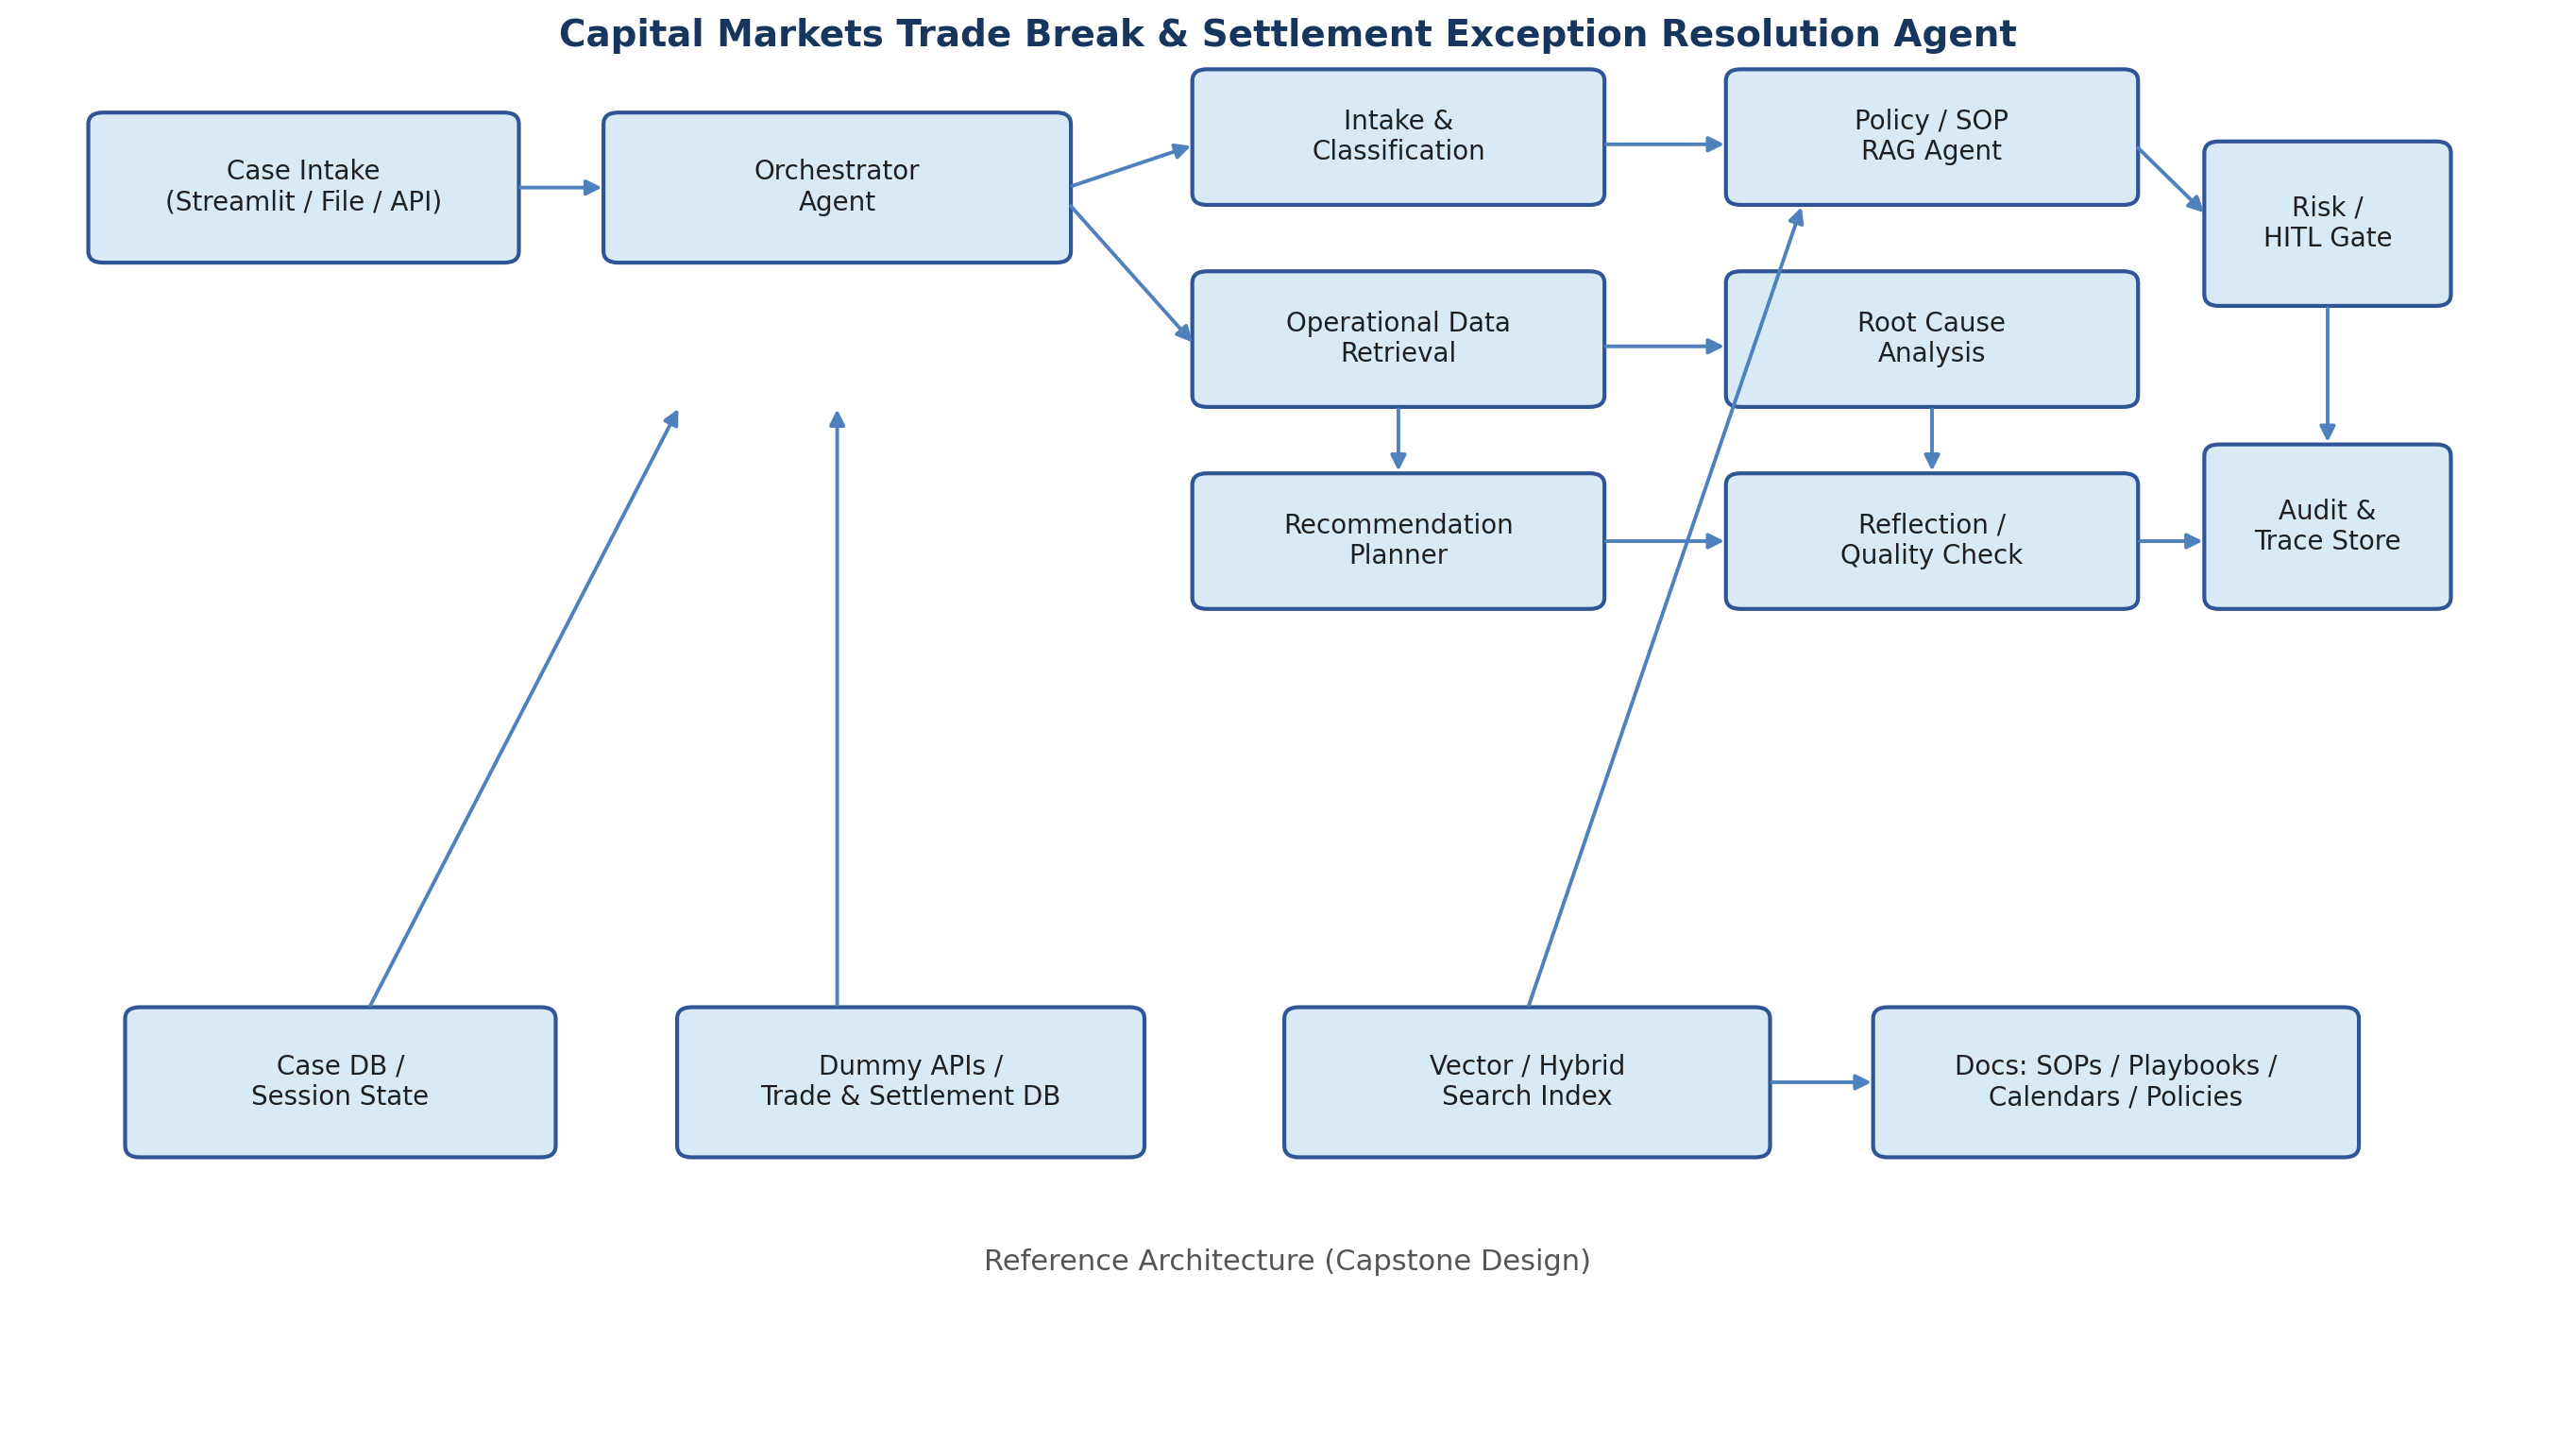 Capital Markets Trade Break & Settlement Exception Resolution Agent
Case Intake
(Streamlit / File / API)
Orchestrator
Agent
Intake &
Classification
Policy / SOP
RAG Agent
Risk /
HITL Gate
Operational Data
Retrieval
Root Cause
Analysis
Recommendation
Planner
Reflection /
Quality Check
Audit &
Trace Store
Case DB /
Session State
Dummy APIs /
Trade & Settlement DB
Vector / Hybrid
Search Index
Docs: SOPs / Playbooks /
Calendars / Policies
Reference Architecture (Capstone Design)